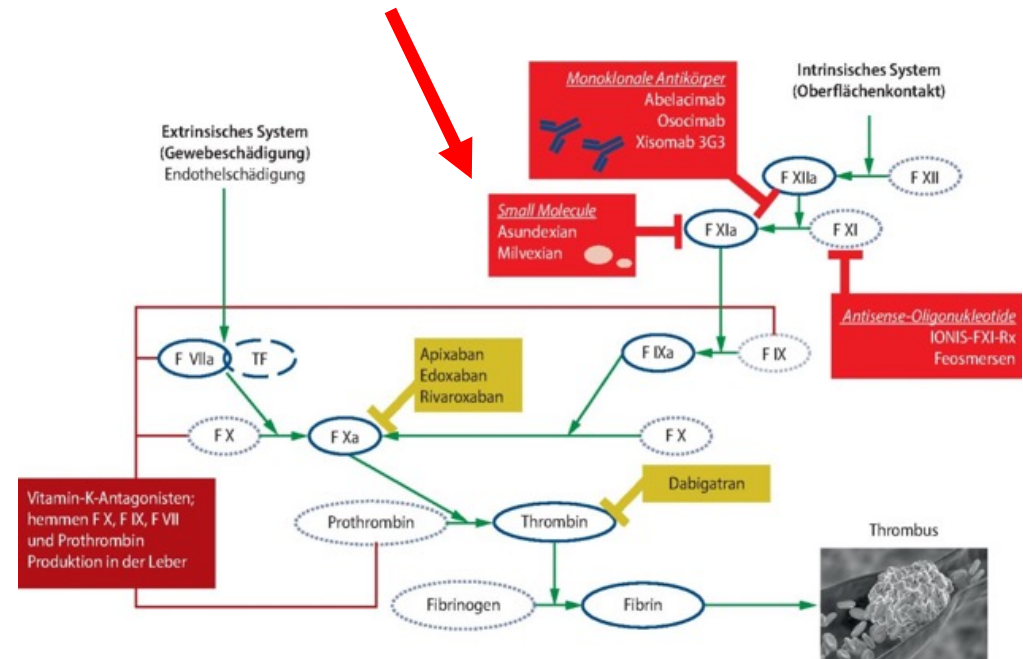 Monoklonale Antikörper
Abelacimab
Osocimab
Xisomab 3G3
Intrinsisches System
(Oberflächenkontakt)
Extrinsisches System
(Gewebeschädigung)
Endothelschädigung
F XIIa
F XII
Small Molecule
Asundexian
Milvexian
F XIa
F XI
Antisense-Oligonukleotide
IONIS-FXI-Rx
Feosmersen
F VIIa
TF
Apixaban
Edoxaban
Rivaroxaban
F IXa
F IX
F X
F Xa
F X
Vitamin-K-Antagonisten;
hemmen F X, F IX, F VII
und Prothrombin
Produktion in der Leber
Dabigatran
Prothrombin
Thrombin
Thrombus
Fibrinogen
Fibrin